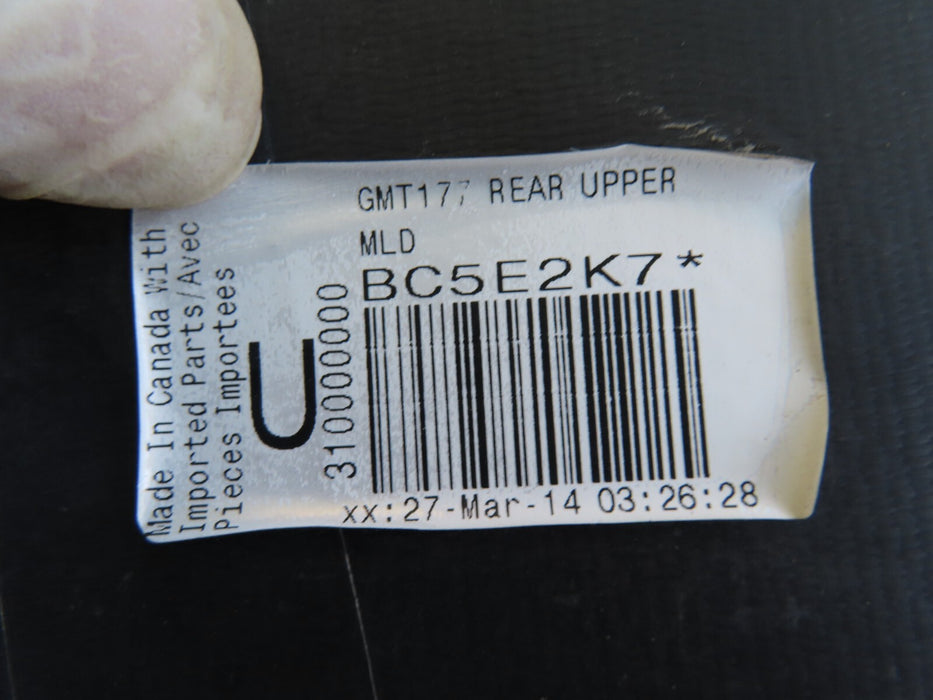 GMT177 REAR UPPER
MLD
BC5E2K7*
xx:27-Mar-14 03:26:28
310000000
U
Made In Canada With
Imported Parts/Avec
Pieces Importees